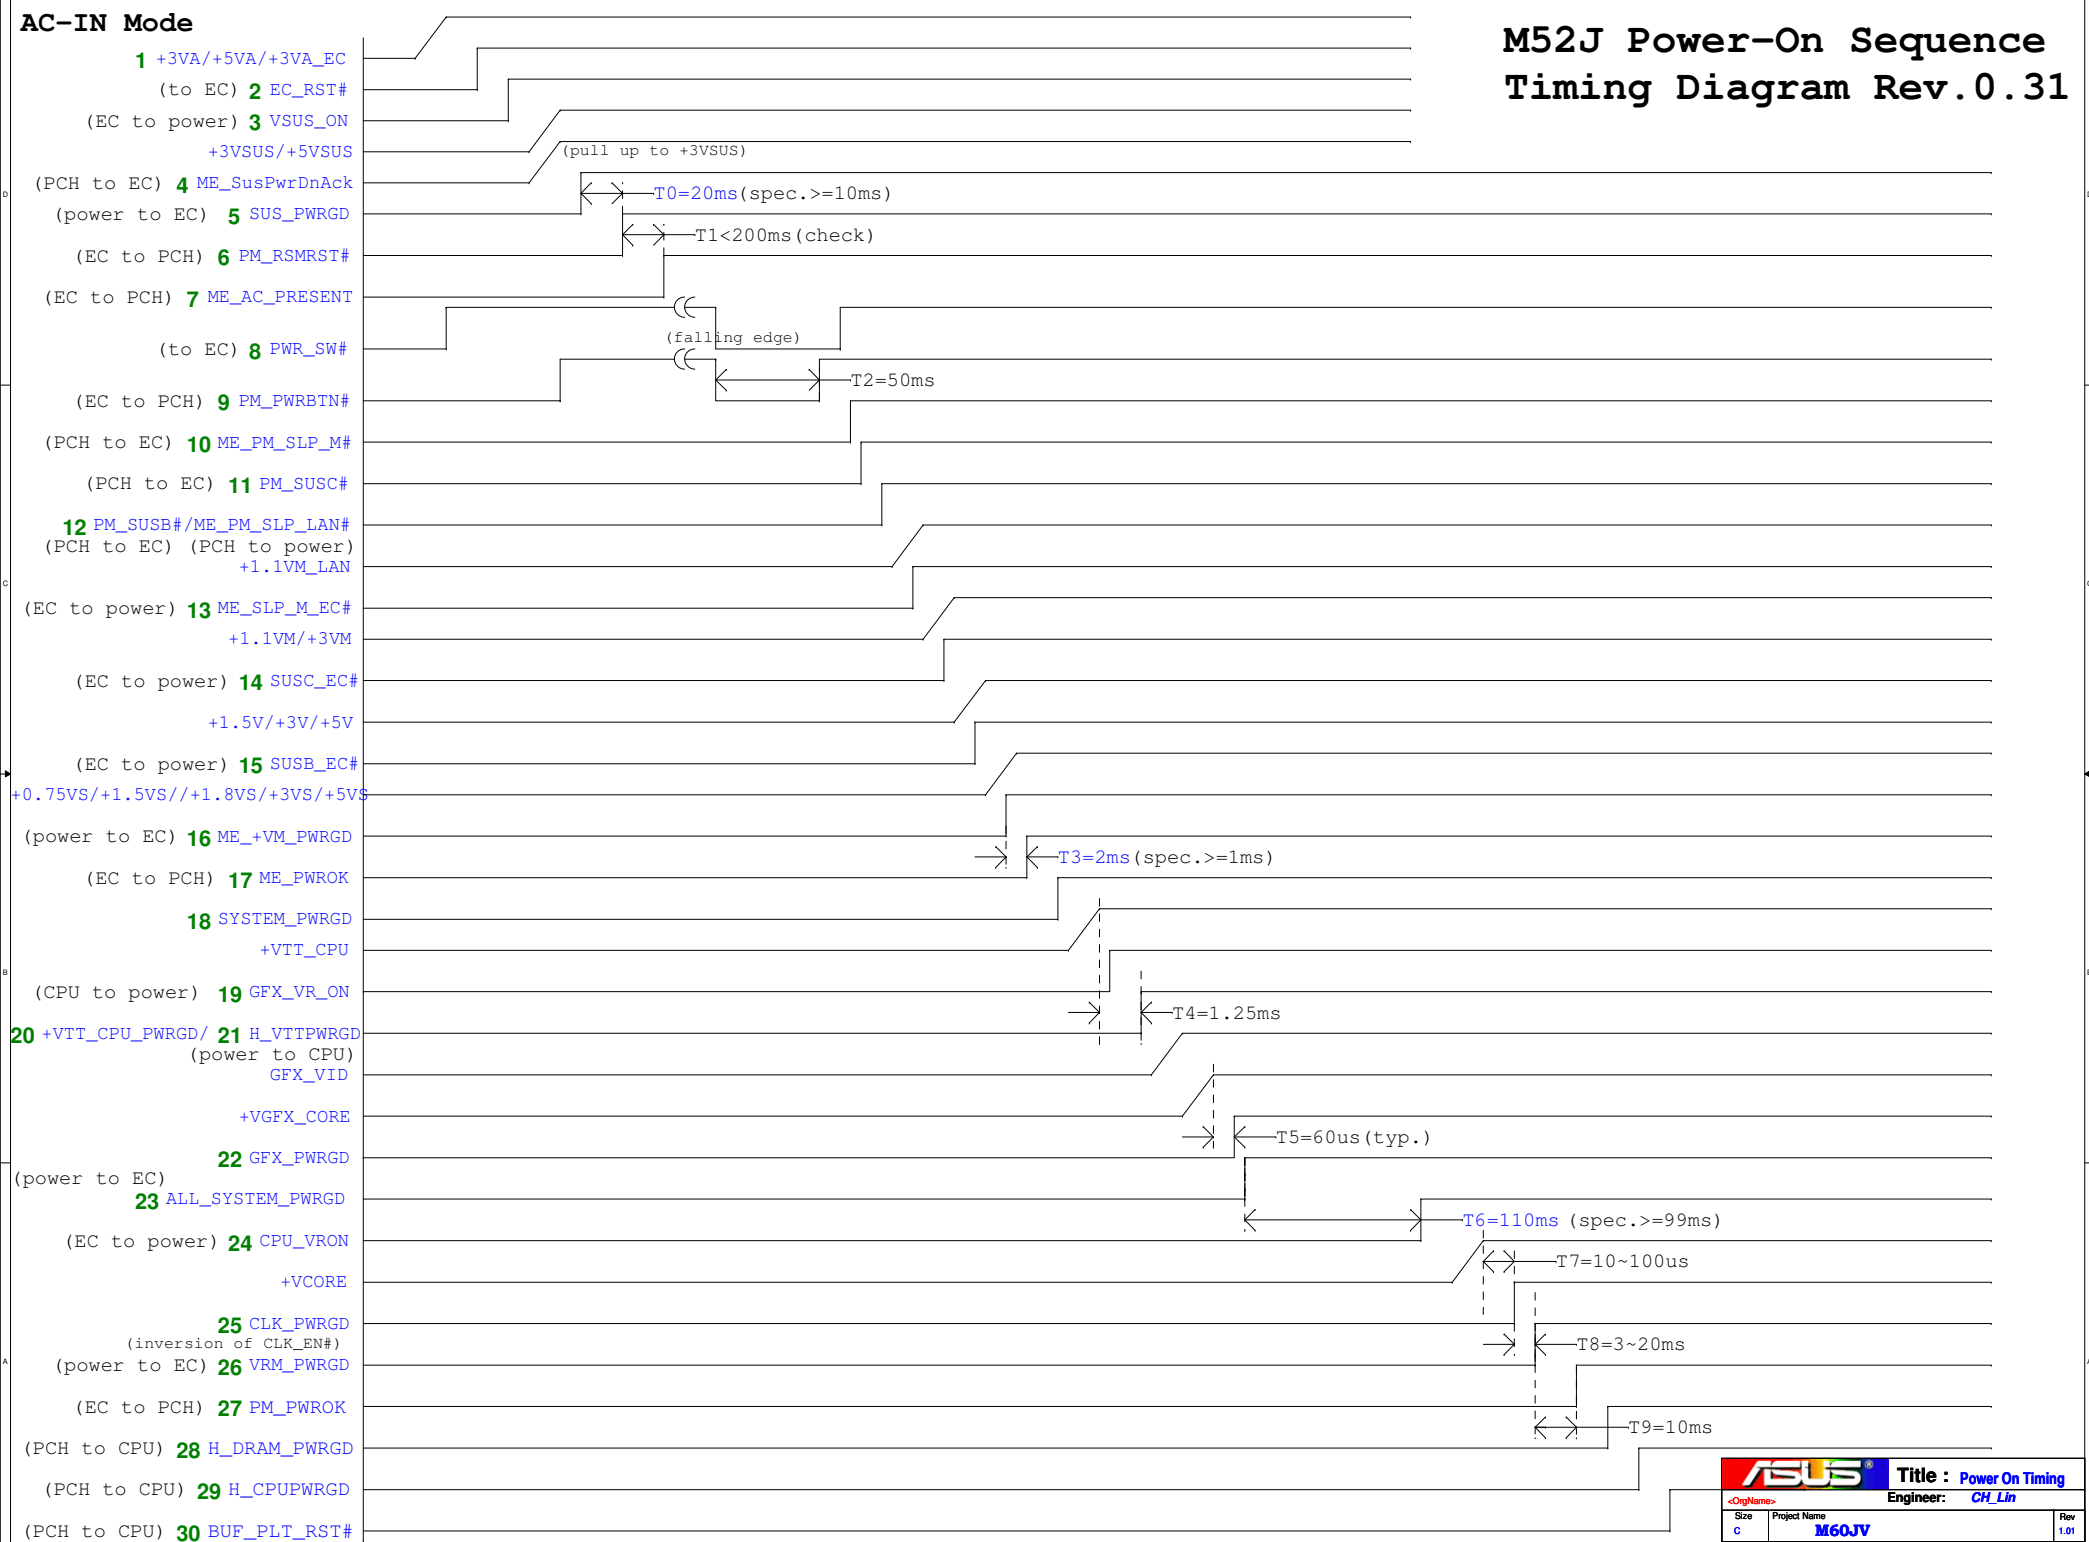 AC-IN Mode
M52J Power-On Sequence
Timing Diagram Rev.0.31
1 +3VA/+5VA/+3VA_EC
(to EC) 2 EC_RST#
(EC to power) 3 VSUS_ON
+3VSUS/+5VSUS
(pull up to +3VSUS)
(PCH to EC) 4 ME_SusPwrDnAck
T0=20ms(spec.>=10ms)
(power to EC) 5 SUS_PWRGD
T1<200ms(check)
(EC to PCH) 6 PM_RSMRST#
(EC to PCH) 7 ME_AC_PRESENT
(falling edge)
(to EC) 8 PWR_SW#
T2=50ms
(EC to PCH) 9 PM_PWRBTN#
(PCH to EC) 10 ME_PM_SLP_M#
(PCH to EC) 11 PM_SUSC#
12 PM_SUSB#/ME_PM_SLP_LAN#
(PCH to EC) (PCH to power)
+1.1VM_LAN
(EC to power) 13 ME_SLP_M_EC#
+1.1VM/+3VM
(EC to power) 14 SUSC_EC#
+1.5V/+3V/+5V
(EC to power) 15 SUSB_EC#
+0.75VS/+1.5VS//+1.8VS/+3VS/+5VS
(power to EC) 16 ME_+VM_PWRGD
T3=2ms(spec.>=1ms)
(EC to PCH) 17 ME_PWROK
18 SYSTEM_PWRGD
+VTT_CPU
(CPU to power) 19 GFX_VR_ON
T4=1.25ms
20 +VTT_CPU_PWRGD/ 21 H_VTTPWRGD
(power to CPU)
GFX_VID
+VGFX_CORE
T5=60us(typ.)
22 GFX_PWRGD
(power to EC)
23 ALL_SYSTEM_PWRGD
T6=110ms (spec.>=99ms)
(EC to power) 24 CPU_VRON
T7=10~100us
+VCORE
25 CLK_PWRGD
(inversion of CLK_EN#)
T8=3~20ms
(power to EC) 26 VRM_PWRGD
(EC to PCH) 27 PM_PWROK
T9=10ms
(PCH to CPU) 28 H_DRAM_PWRGD
(PCH to CPU) 29 H_CPUPWRGD
(PCH to CPU) 30 BUF_PLT_RST#
ASUS® Title : Power On Timing
<OrgName> Engineer: CH_Lin
Size Project Name Rev
C M60JV 1.01
D
C
B
A